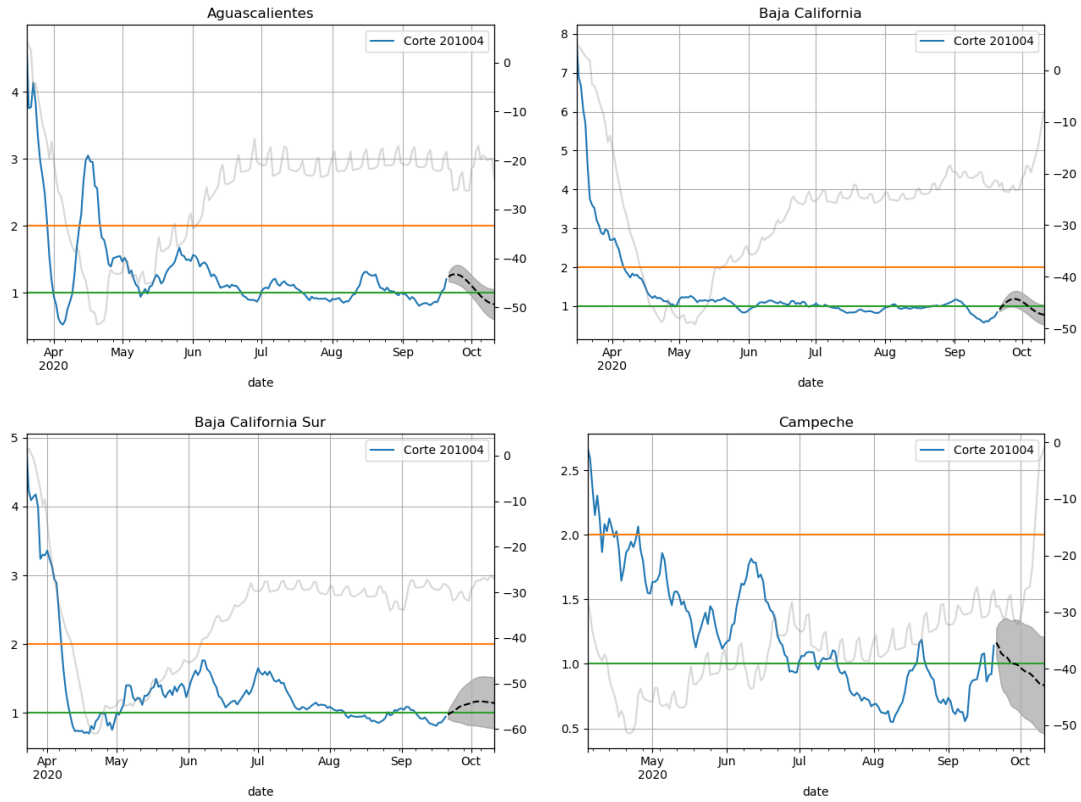 Aguascalientes
Corte 201004
4
3
2
1
0
−10
−20
−30
−40
−50
Apr
2020
May
Jun
Jul
Aug
Sep
Oct
date
Baja California
Corte 201004
8
7
6
5
4
3
2
1
0
−10
−20
−30
−40
−50
Apr
2020
May
Jun
Jul
Aug
Sep
Oct
date
Baja California Sur
Corte 201004
5
4
3
2
1
0
−10
−20
−30
−40
−50
−60
Apr
2020
May
Jun
Jul
Aug
Sep
Oct
date
Campeche
Corte 201004
2.5
2.0
1.5
1.0
0.5
0
−10
−20
−30
−40
−50
May
2020
Jun
Jul
Aug
Sep
Oct
date